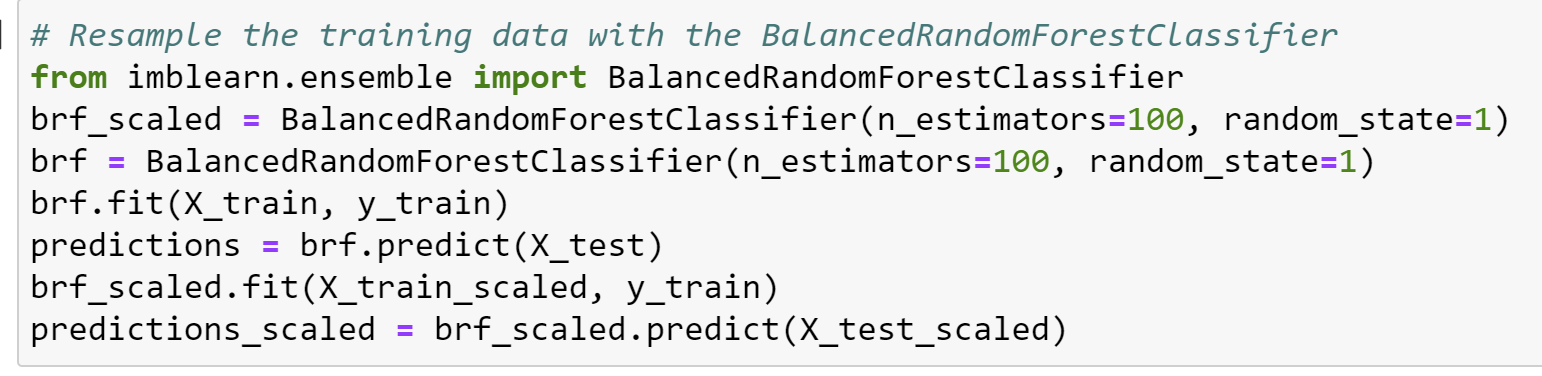 # Resample the training data with the BalancedRandomForestClassifier
from imblearn.ensemble import BalancedRandomForestClassifier
brf_scaled = BalancedRandomForestClassifier(n_estimators=100, random_state=1)
brf = BalancedRandomForestClassifier(n_estimators=100, random_state=1)
brf.fit(X_train, y_train)
predictions = brf.predict(X_test)
brf_scaled.fit(X_train_scaled, y_train)
predictions_scaled = brf_scaled.predict(X_test_scaled)